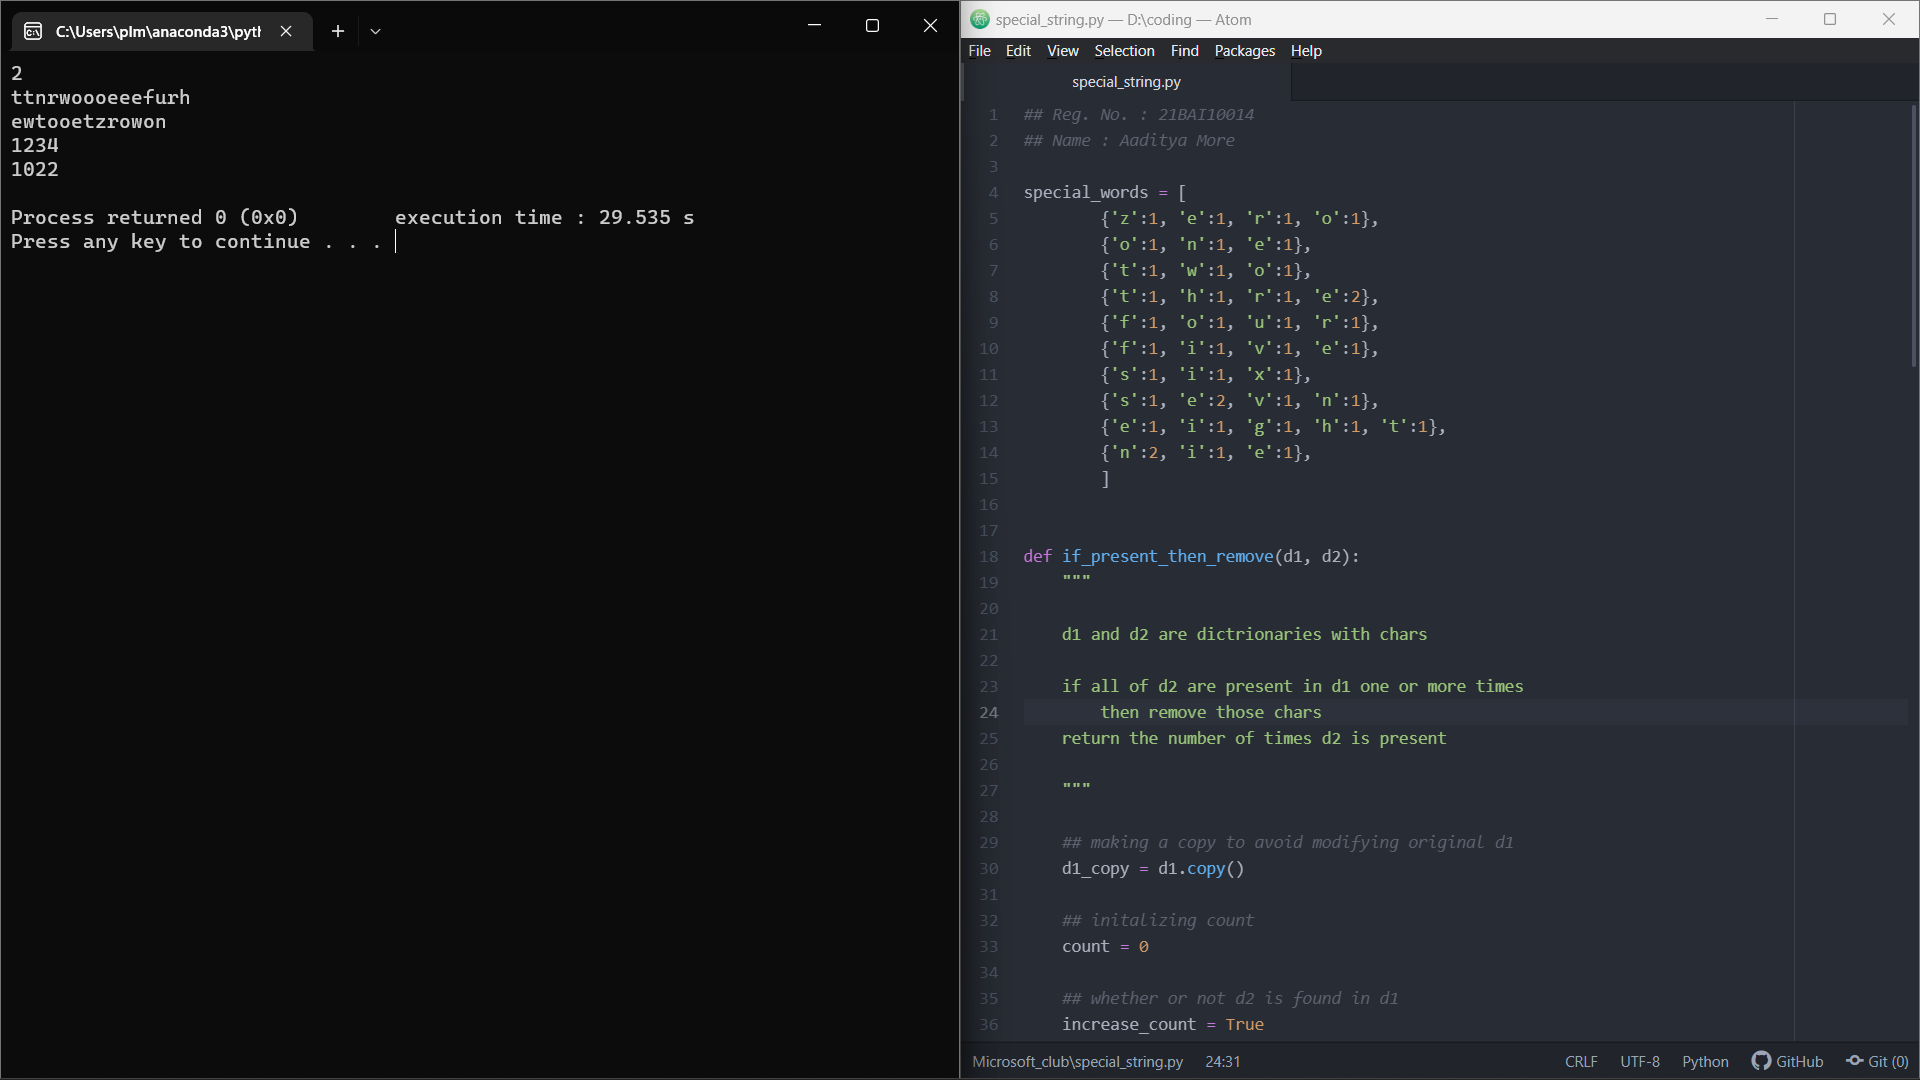 C:\Users\plm\anaconda3\pytl
2
ttnrwoooeeefurh
ewtooetzrowon
1234
1022
Process returned 0 (0x0)        execution time : 29.535 s
Press any key to continue . . .
special_string.py — D:\coding — Atom
File Edit View Selection Find Packages Help
special_string.py
1 ## Reg. No. : 21BAI10014
2 ## Name : Aaditya More
3
4 special_words = [
5         {'z':1, 'e':1, 'r':1, 'o':1},
6         {'o':1, 'n':1, 'e':1},
7         {'t':1, 'w':1, 'o':1},
8         {'t':1, 'h':1, 'r':1, 'e':2},
9         {'f':1, 'o':1, 'u':1, 'r':1},
10         {'f':1, 'i':1, 'v':1, 'e':1},
11         {'s':1, 'i':1, 'x':1},
12         {'s':1, 'e':2, 'v':1, 'n':1},
13         {'e':1, 'i':1, 'g':1, 'h':1, 't':1},
14         {'n':2, 'i':1, 'e':1},
15         ]
16
17
18 def if_present_then_remove(d1, d2):
19     """
20
21     d1 and d2 are dictrionaries with chars
22
23     if all of d2 are present in d1 one or more times
24         then remove those chars
25     return the number of times d2 is present
26
27     """
28
29     ## making a copy to avoid modifying original d1
30     d1_copy = d1.copy()
31
32     ## initalizing count
33     count = 0
34
35     ## whether or not d2 is found in d1
36     increase_count = True
Microsoft_club\special_string.py 24:31 CRLF UTF-8 Python GitHub Git (0)